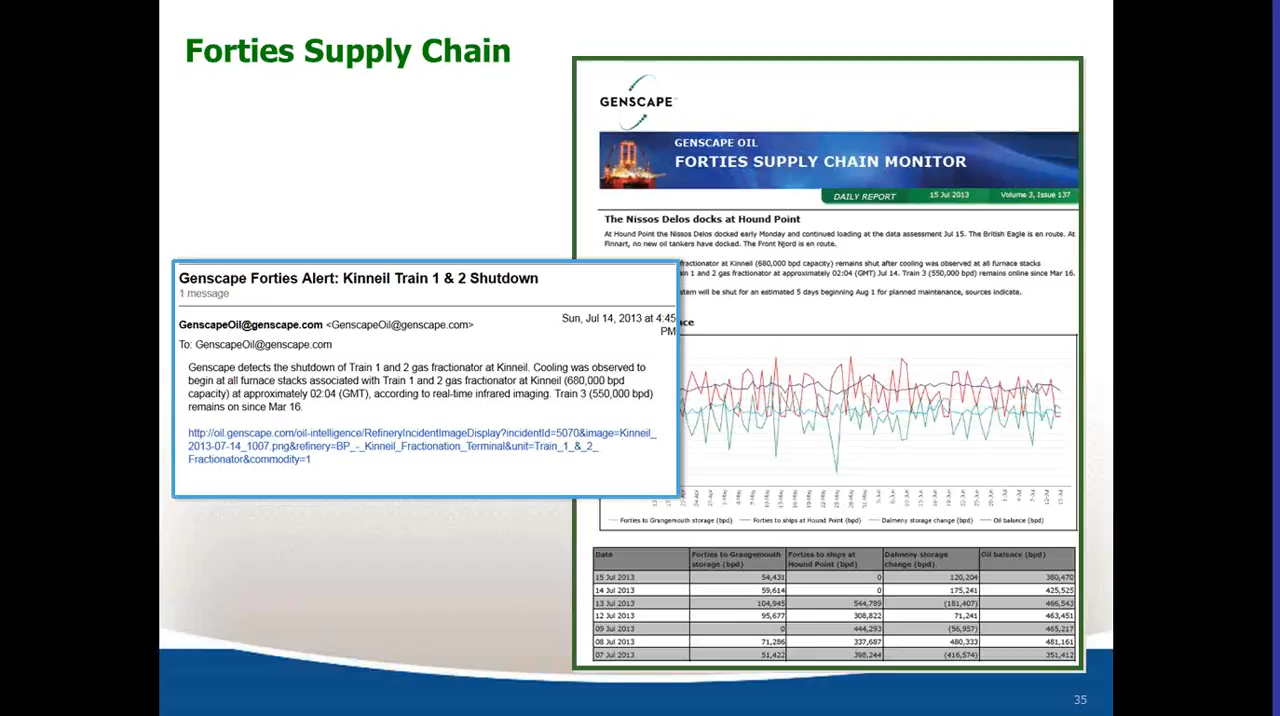 Forties Supply Chain
GENSCAPE™
GENSCAPE OIL
FORTIES SUPPLY CHAIN MONITOR
DAILY REPORT 15 Jul 2013 Volume 3, Issue 137
The Nissos Delos docks at Hound Point
At Hound Point the Nissos Delos docked early Monday and continued loading at the data assessment Jul 15. The British Eagle is en route. At
Finnart, no new oil tankers have docked. The Front Njord is en route.
fractionator at Kinneil (680,000 bpd capacity) remains shut after cooling was observed at all furnace stacks
1 and 2 gas fractionator at approximately 02:04 (GMT) Jul 14. Train 3 (550,000 bpd) remains online since Mar 16.
will be shut for an estimated 5 days beginning Aug 1 for planned maintenance, sources indicate.
Genscape Forties Alert: Kinneil Train 1 & 2 Shutdown
1 message
GenscapeOil@genscape.com <GenscapeOil@genscape.com>
Sun, Jul 14, 2013 at 4:45
PM
To: GenscapeOil@genscape.com
Genscape detects the shutdown of Train 1 and 2 gas fractionator at Kinneil. Cooling was observed to
begin at all furnace stacks associated with Train 1 and 2 gas fractionator at Kinneil (680,000 bpd
capacity) at approximately 02:04 (GMT), according to real-time infrared imaging. Train 3 (550,000 bpd)
remains on since Mar 16.
http://oil.genscape.com/oil-intelligence/RefineryIncidentImageDisplay?incidentId=5070&image=Kinneil_
2013-07-14_1007.png&refinery=BP_-_Kinneil_Fractionation_Terminal&unit=Train_1_&_2_
Fractionator&commodity=1
Forties to Grangemouth storage (bpd) Forties to ships at Hound Point (bpd) Dalmeny storage change (bpd) Oil balance (bpd)
Date Forties to Grangemouth storage (bpd) Forties to ships at Hound Point (bpd) Dalmeny storage change (bpd) Oil balance (bpd)
15 Jul 2013 54,431 0 120,204 380,470
14 Jul 2013 59,614 0 175,241 425,525
13 Jul 2013 104,945 544,789 (181,407) 466,543
12 Jul 2013 95,677 308,822 71,241 463,451
09 Jul 2013 0 444,293 (56,957) 465,217
08 Jul 2013 71,286 337,687 480,333 481,161
07 Jul 2013 51,422 398,244 (416,574) 351,412
35